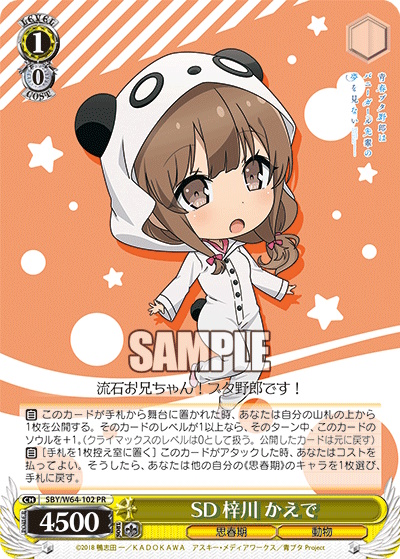 LEVEL
1
0
COST
青春ブタ野郎は
バニーガール先輩の
夢を見ない
SAMPLE
流石お兄ちゃん！ブタ野郎です！
自 このカードが手札から舞台に置かれた時、あなたは自分の山札の上から
1枚を公開する。そのカードのレベルが1以上なら、そのターン中、このカードの
ソウルを+1。（クライマックスのレベルは0として扱う。公開したカードは元に戻す）
自 [手札を1枚控え室に置く] このカードがアタックした時、あなたはコストを
払ってよい。そうしたら、あなたは他の自分の《思春期》のキャラを1枚選び、
手札に戻す。
CH SBY/W64-102 PR
4500
SOUL
SD 梓川 かえで
思春期
動物
©2018 鴨志田 一／KADOKAWA アスキー・メディアワークス／青ブタ Project